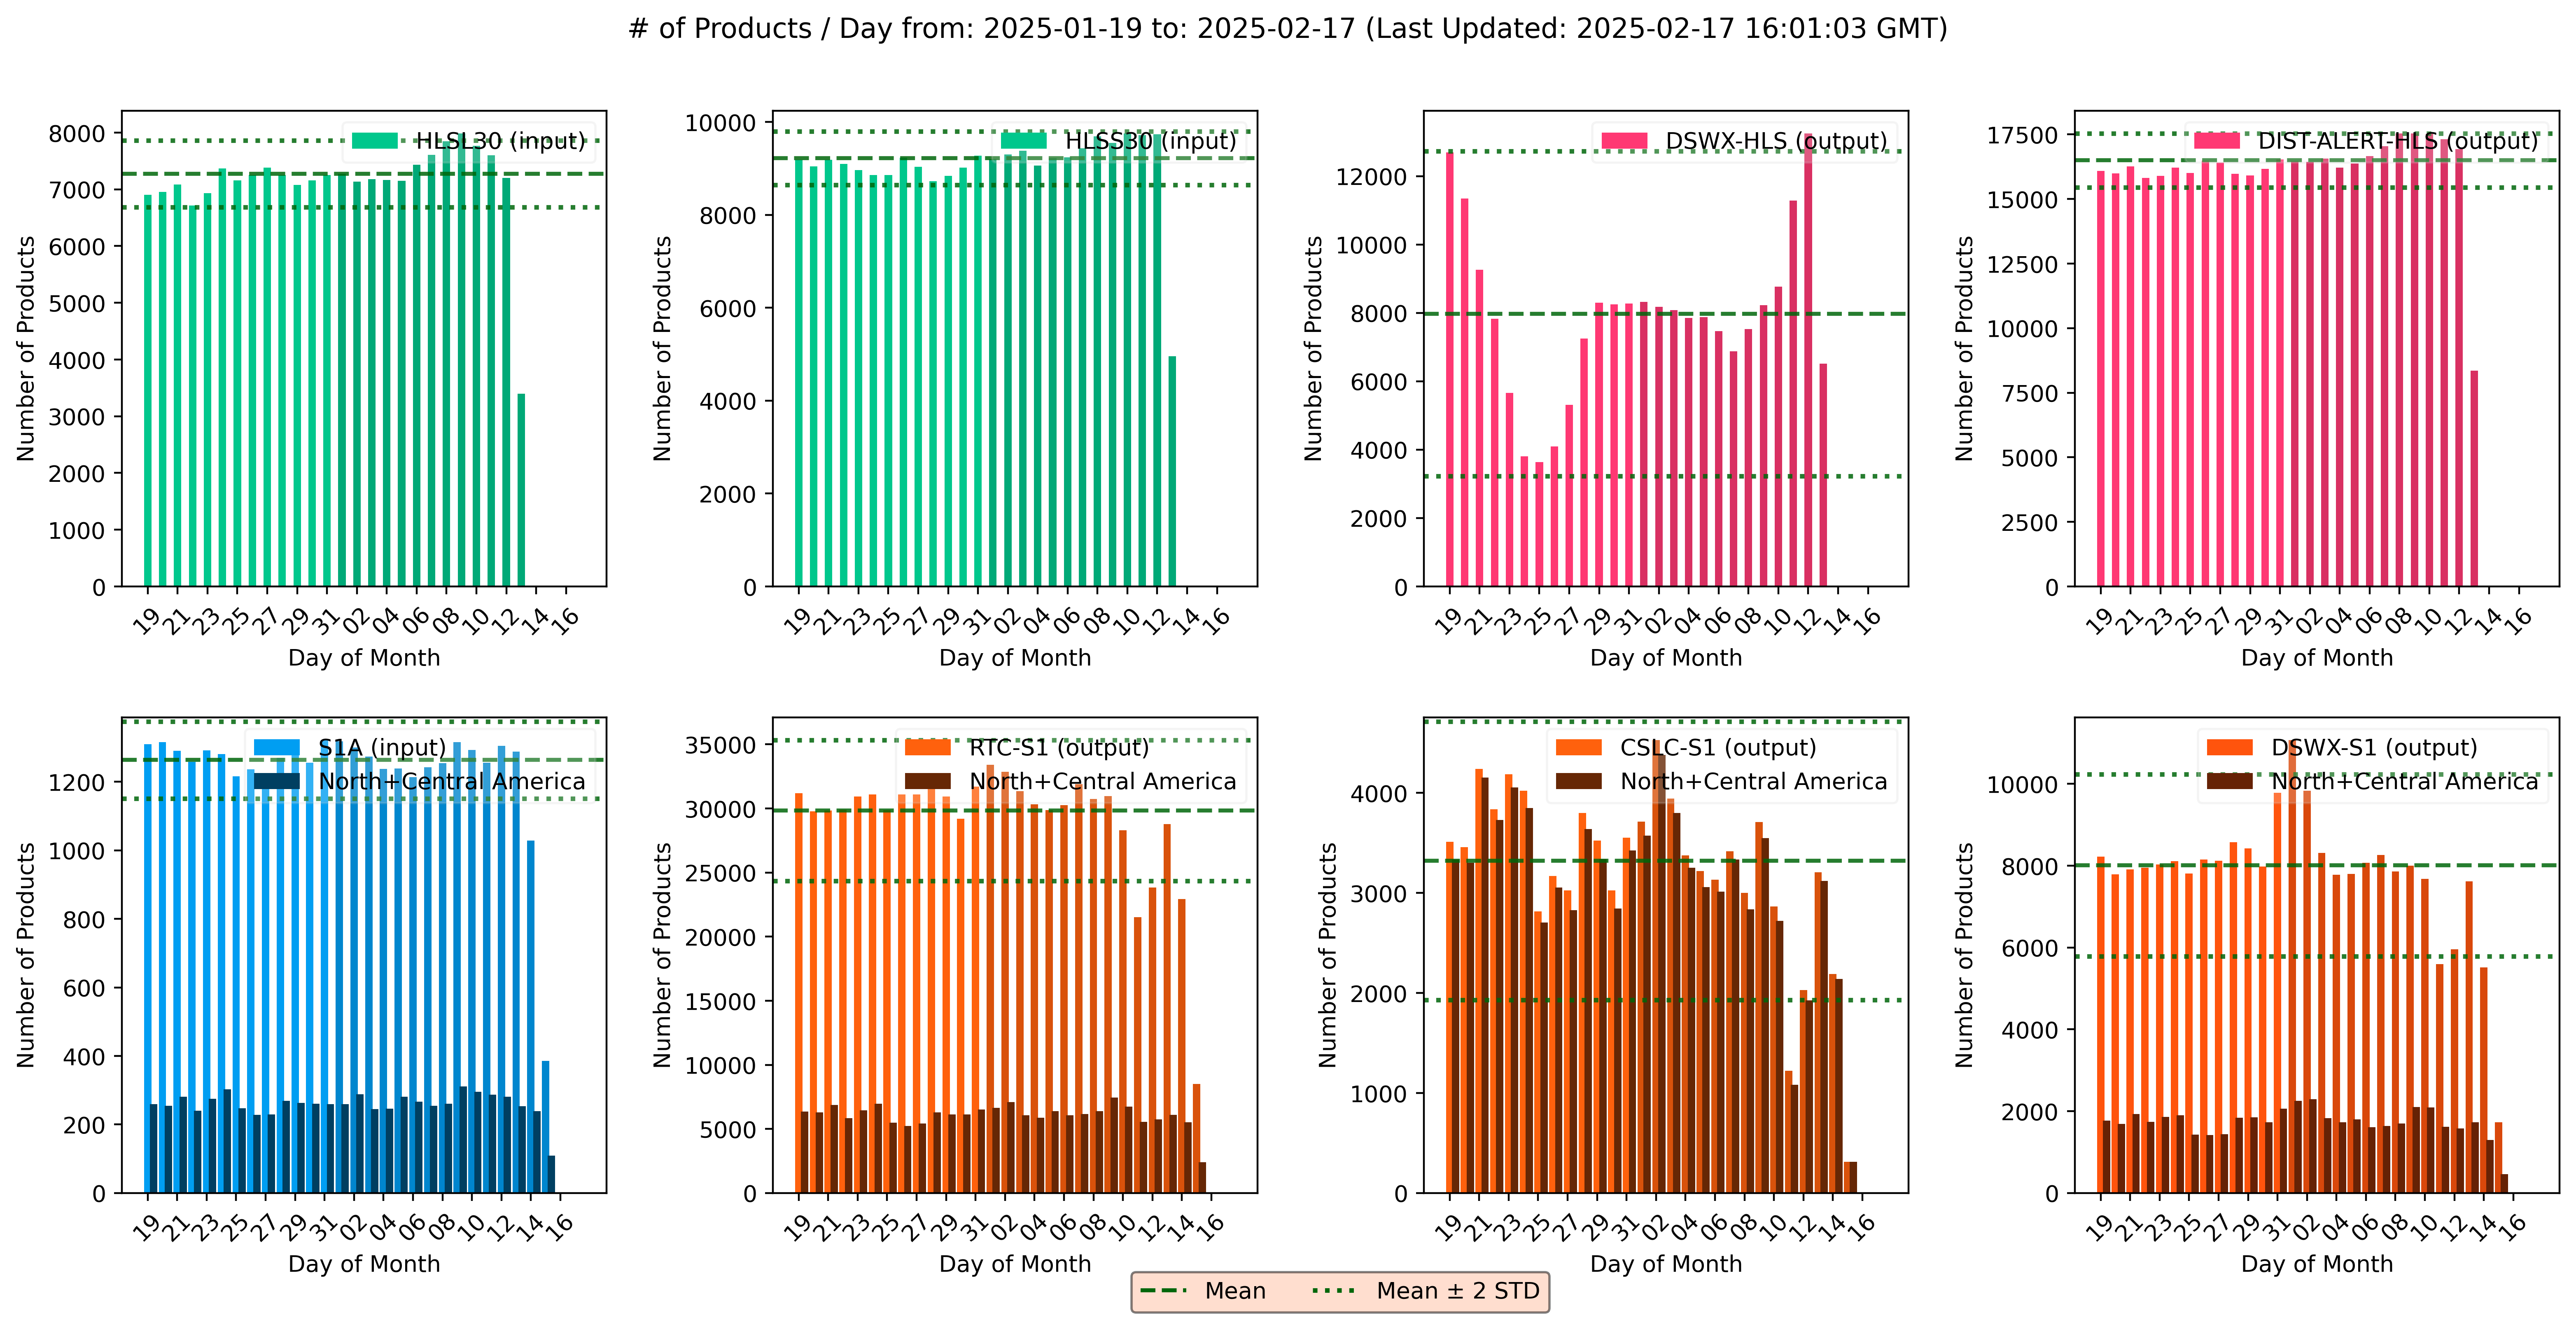 # of Products / Day from: 2025-01-19 to: 2025-02-17 (Last Updated: 2025-02-17 16:01:03 GMT)
HLSL30 (input)
Number of Products
8000
7000
6000
5000
4000
3000
2000
1000
0
19 21 23 25 27 29 31 02 04 06 08 10 12 14 16
Day of Month
HLSS30 (input)
Number of Products
10000
8000
6000
4000
2000
0
19 21 23 25 27 29 31 02 04 06 08 10 12 14 16
Day of Month
DSWX-HLS (output)
Number of Products
12000
10000
8000
6000
4000
2000
0
19 21 23 25 27 29 31 02 04 06 08 10 12 14 16
Day of Month
DIST-ALERT-HLS (output)
Number of Products
17500
15000
12500
10000
7500
5000
2500
0
19 21 23 25 27 29 31 02 04 06 08 10 12 14 16
Day of Month
S1A (input)
North+Central America
Number of Products
1200
1000
800
600
400
200
0
19 21 23 25 27 29 31 02 04 06 08 10 12 14 16
Day of Month
RTC-S1 (output)
North+Central America
Number of Products
35000
30000
25000
20000
15000
10000
5000
0
19 21 23 25 27 29 31 02 04 06 08 10 12 14 16
Day of Month
CSLC-S1 (output)
North+Central America
Number of Products
4000
3000
2000
1000
0
19 21 23 25 27 29 31 02 04 06 08 10 12 14 16
Day of Month
DSWX-S1 (output)
North+Central America
Number of Products
10000
8000
6000
4000
2000
0
19 21 23 25 27 29 31 02 04 06 08 10 12 14 16
Day of Month
Mean
Mean ± 2 STD